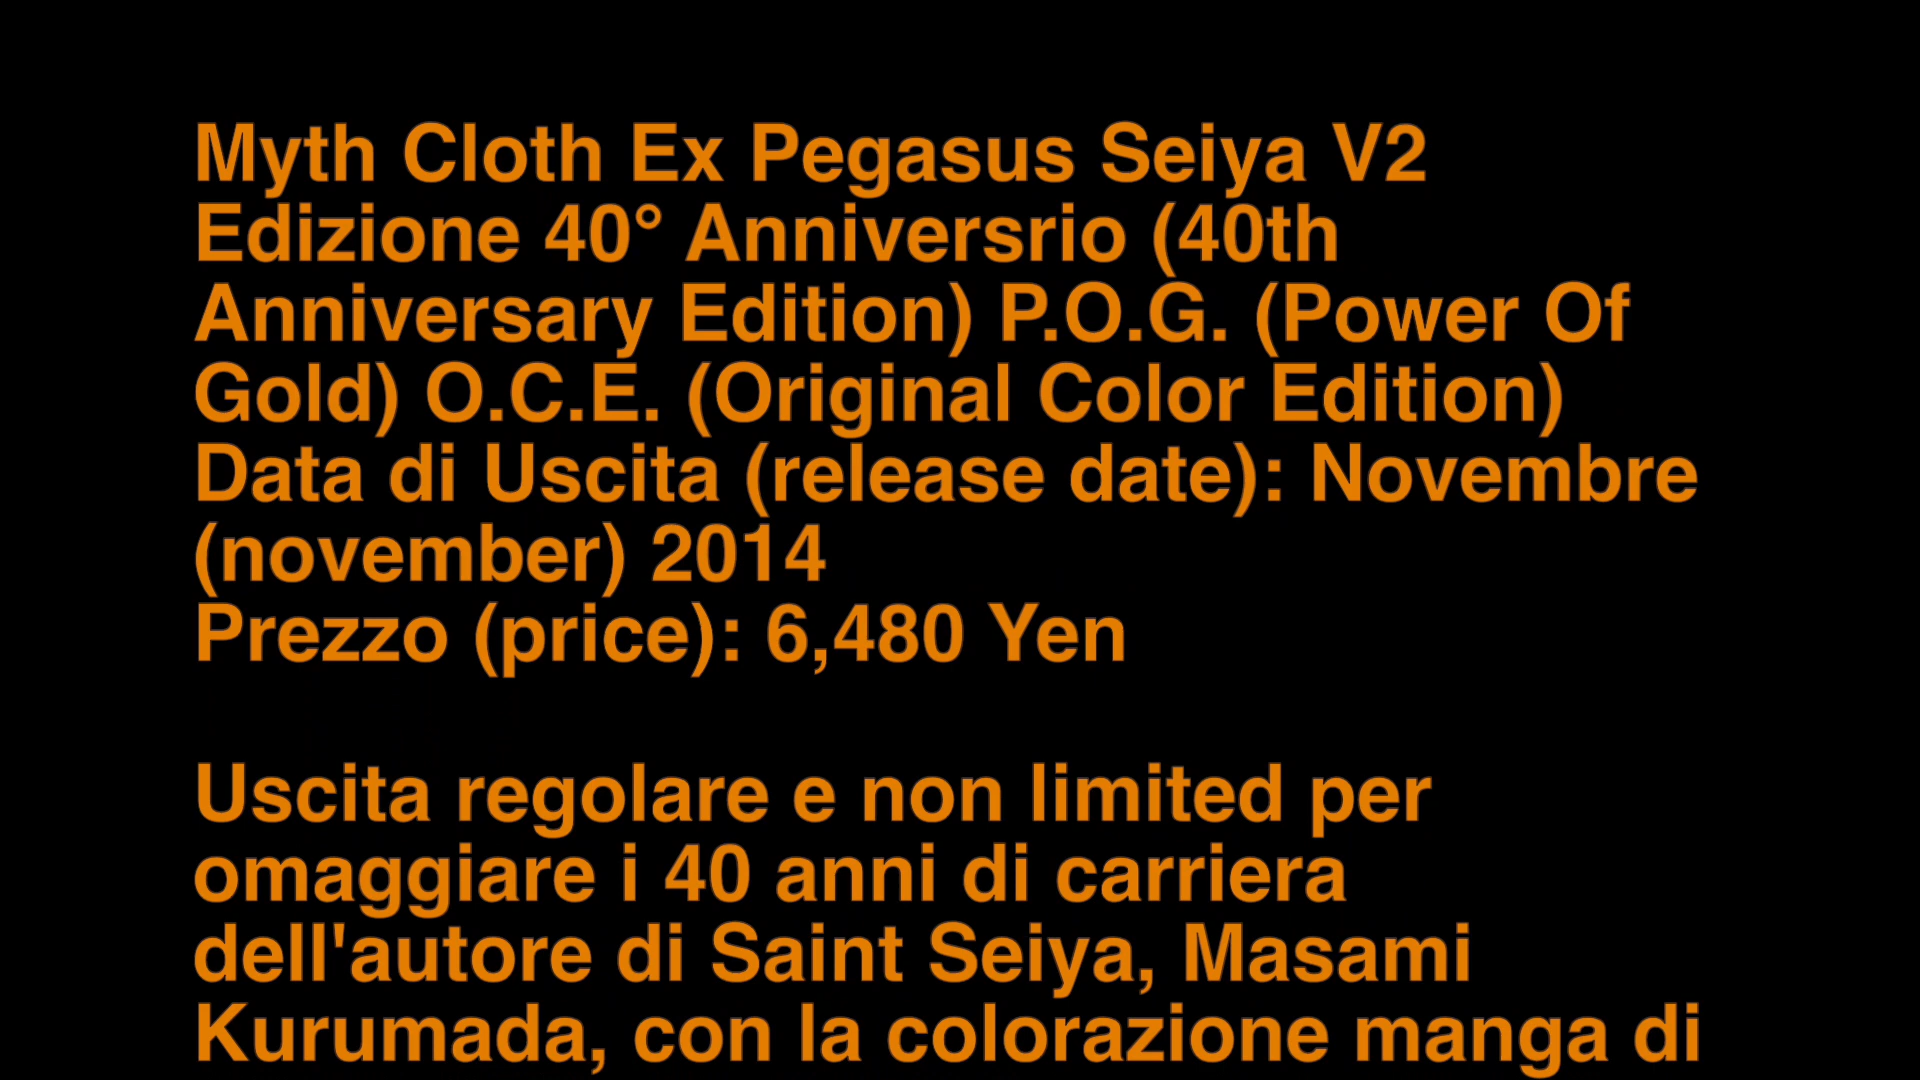 Myth Cloth Ex Pegasus Seiya V2
Edizione 40° Anniversrio (40th
Anniversary Edition) P.O.G. (Power Of
Gold) O.C.E. (Original Color Edition)
Data di Uscita (release date): Novembre
(november) 2014
Prezzo (price): 6,480 Yen
Uscita regolare e non limited per
omaggiare i 40 anni di carriera
dell'autore di Saint Seiya, Masami
Kurumada, con la colorazione manga di